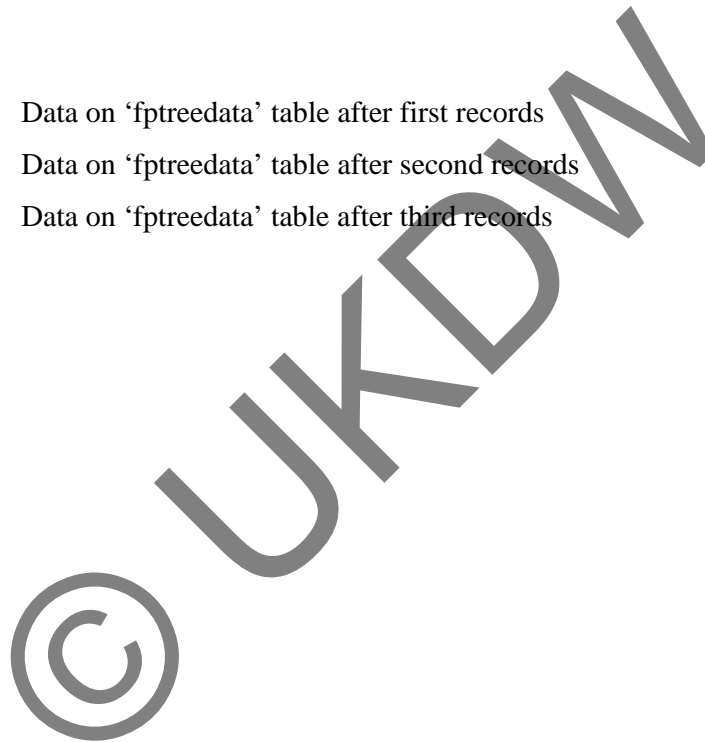 Data on ‘fptreedata’ table after first records
Data on ‘fptreedata’ table after second records
Data on ‘fptreedata’ table after third records
© UKDW